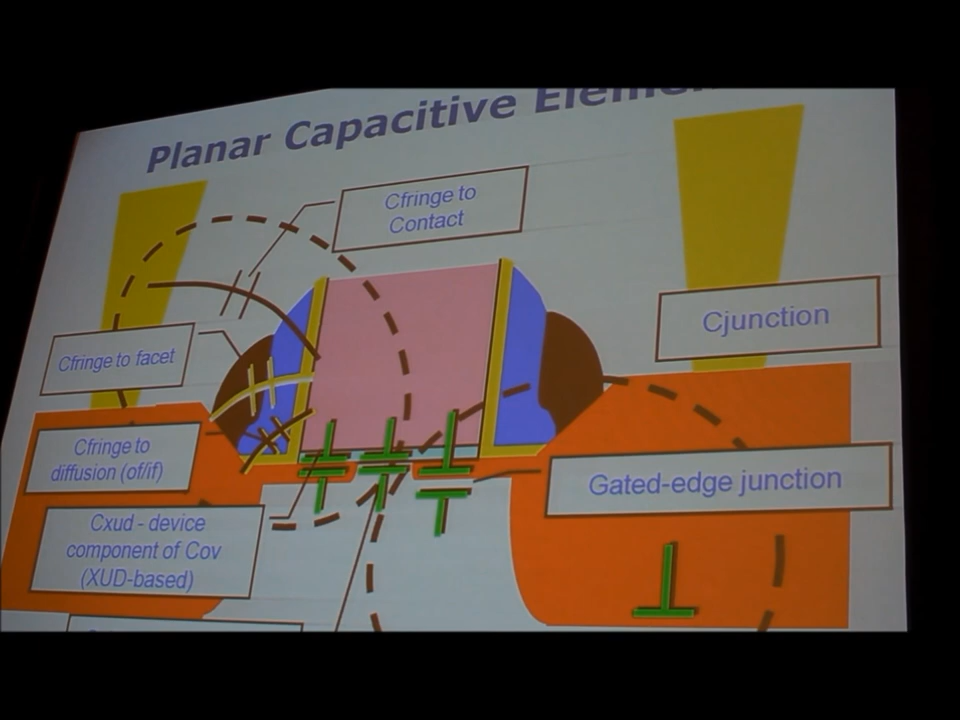 Planar Capacitive
Cfringe to
Contact
Cjunction
Cfringe to facet
Cfringe to
diffusion (of/if)
Gated-edge junction
Cxud - device
component of Cov
(XUD-based)